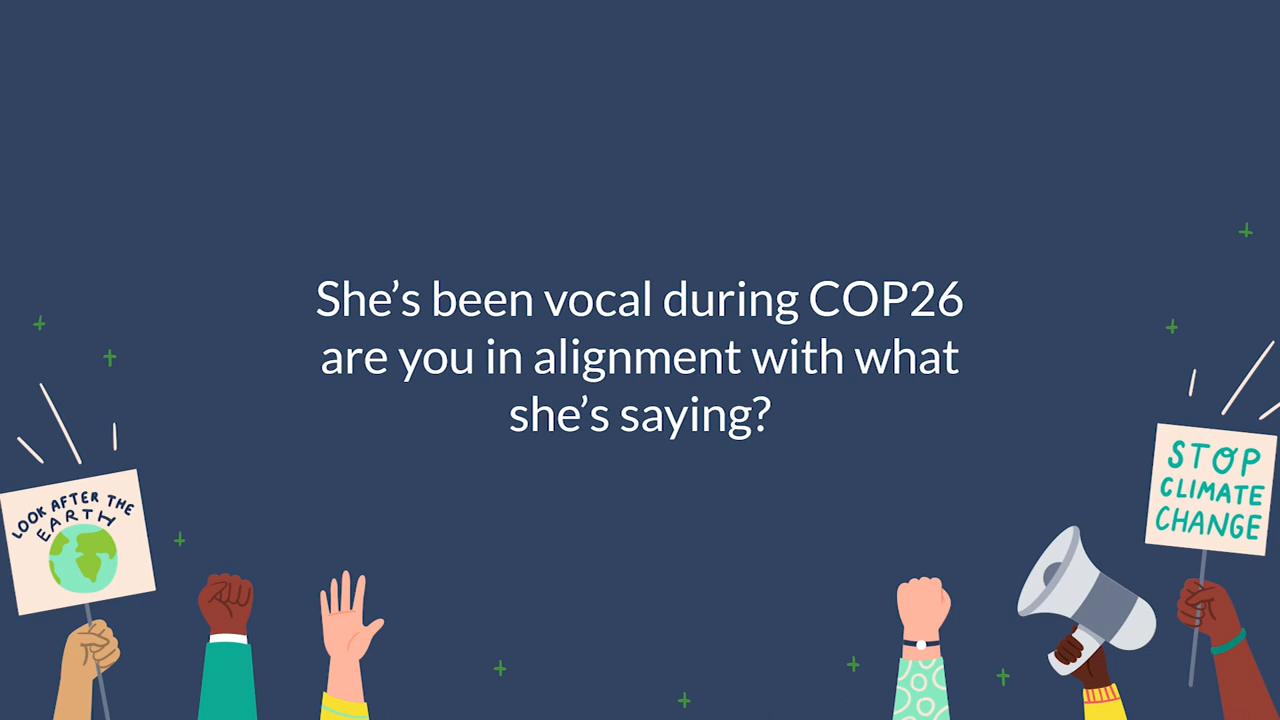 She’s been vocal during COP26
are you in alignment with what
she’s saying?
LOOK AFTER THE
EARTH
STOP
CLIMATE
CHANGE